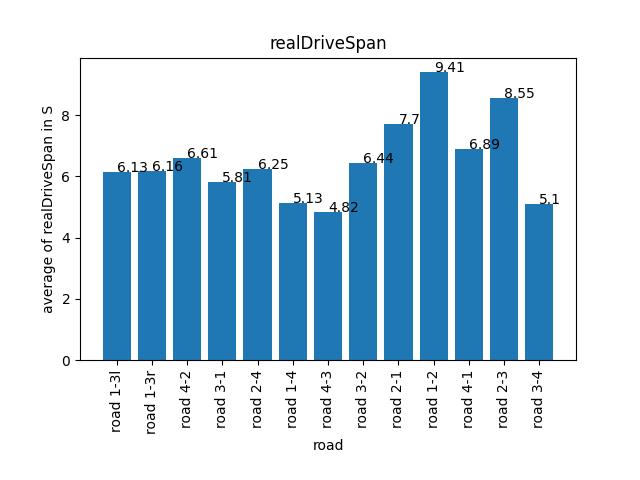 realDriveSpan
average of realDriveSpan in S
8
6
4
2
0
6.13
6.16
6.61
5.81
6.25
5.13
4.82
6.44
7.7
9.41
6.89
8.55
5.1
road 1-3l
road 1-3r
road 4-2
road 3-1
road 2-4
road 1-4
road 4-3
road 3-2
road 2-1
road 1-2
road 4-1
road 2-3
road 3-4
road